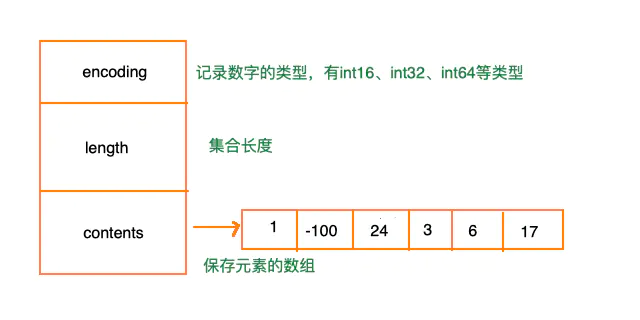 encoding
记录数字的类型，有int16、int32、int64等类型
length
集合长度
contents
1 -100 24 3 6 17
保存元素的数组